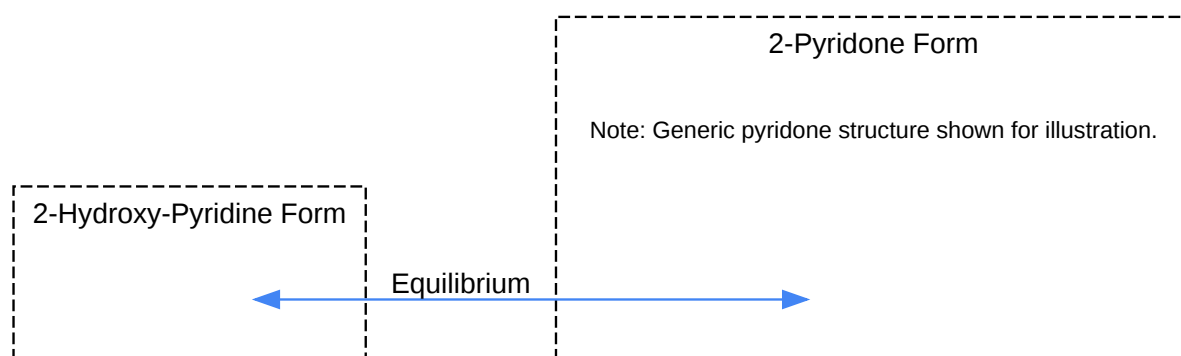 2-Pyridone Form
Note: Generic pyridone structure shown for illustration.
2-Hydroxy-Pyridine Form
Equilibrium